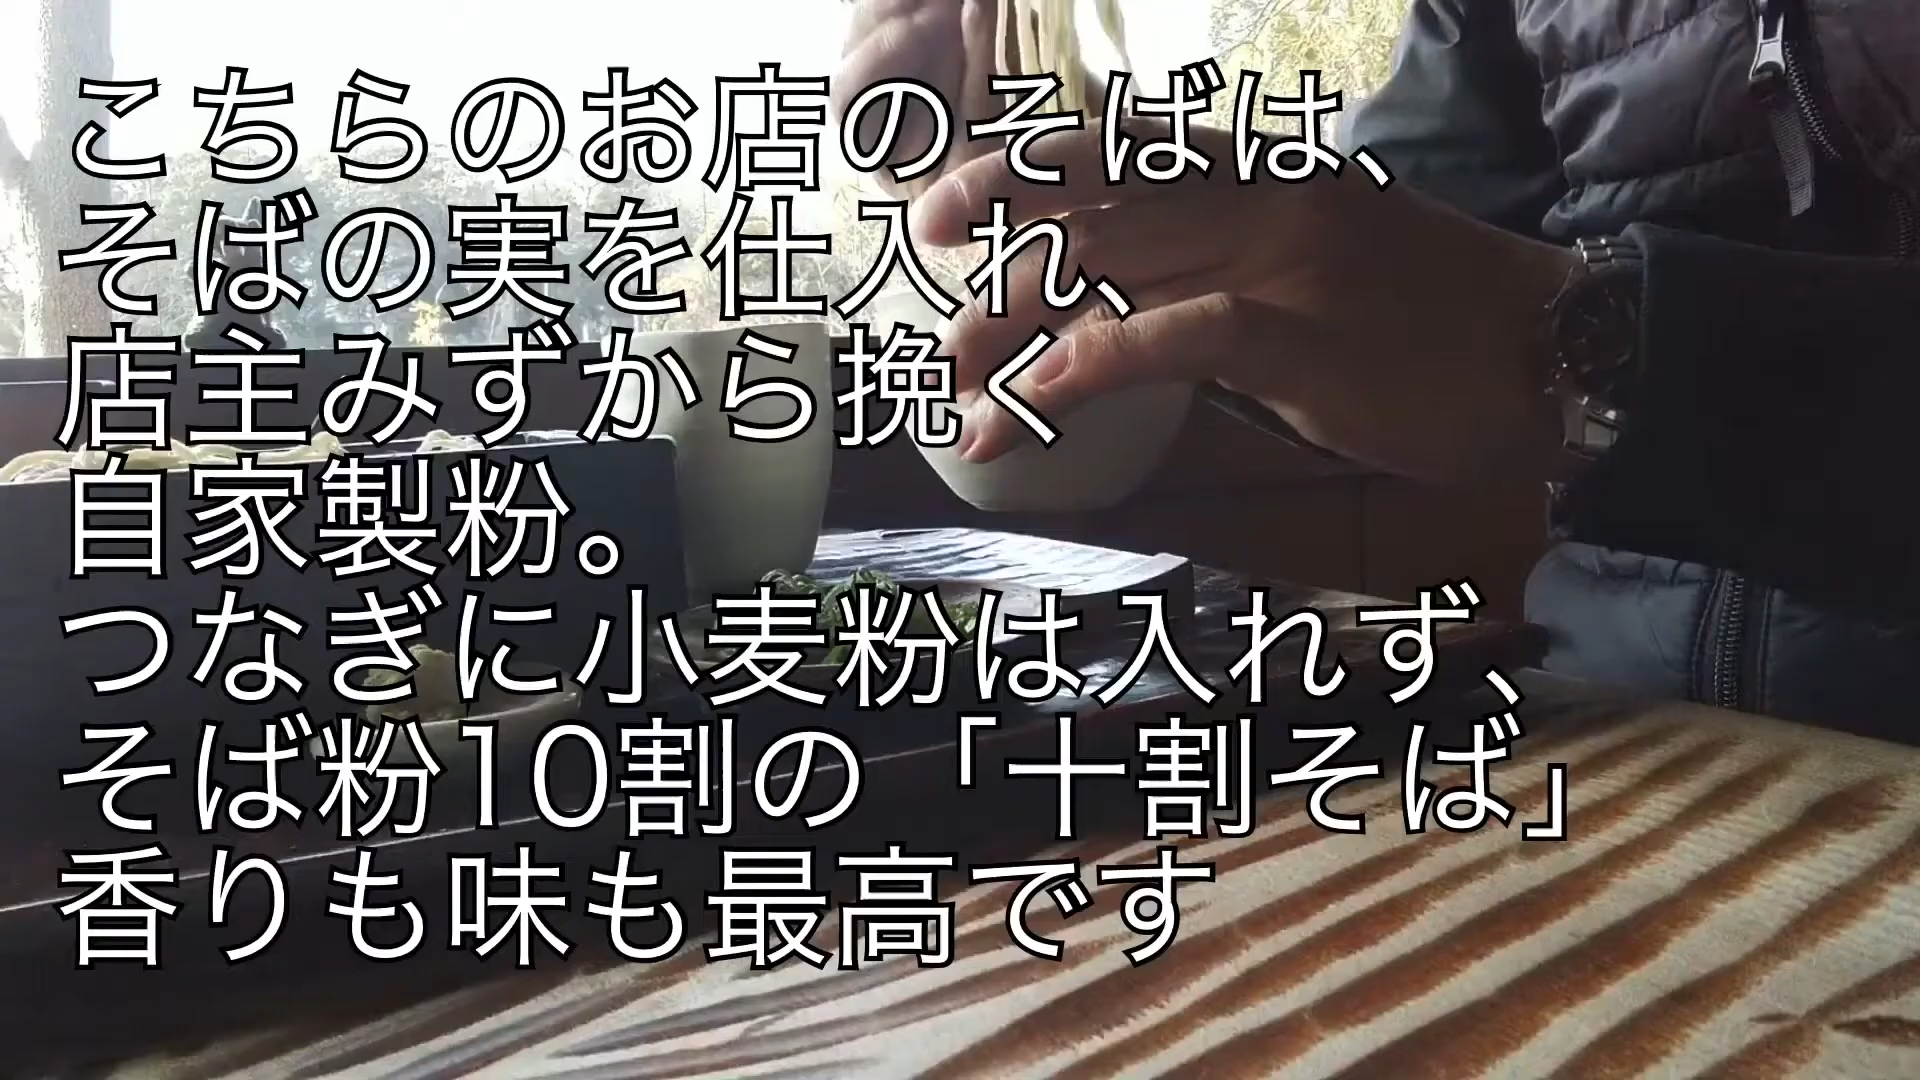 こちらのお店のそばは、
そばの実を仕入れ、
店主みずから挽く
自家製粉。
つなぎに小麦粉は入れず、
そば粉10割の「十割そば」
香りも味も最高です